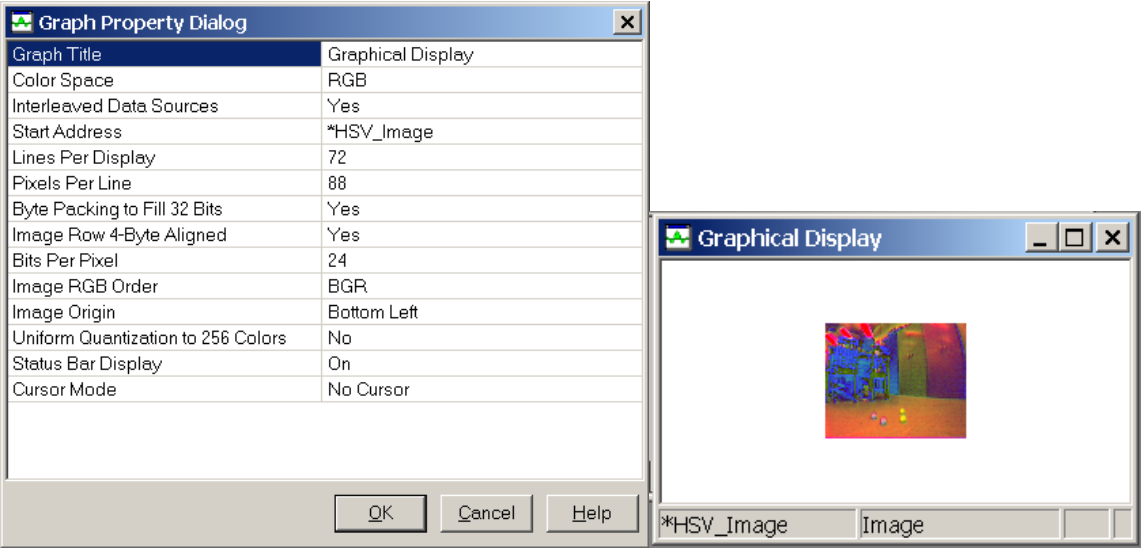 Graph Property Dialog
Graph Title Graphical Display
Color Space RGB
Interleaved Data Sources Yes
Start Address *HSV_Image
Lines Per Display 72
Pixels Per Line 88
Byte Packing to Fill 32 Bits Yes
Image Row 4-Byte Aligned Yes
Bits Per Pixel 24
Image RGB Order BGR
Image Origin Bottom Left
Uniform Quantization to 256 Colors No
Status Bar Display On
Cursor Mode No Cursor
OK Cancel Help
Graphical Display
*HSV_Image Image